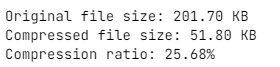 Original file size: 201.70 KB
Compressed file size: 51.80 KB
Compression ratio: 25.68%